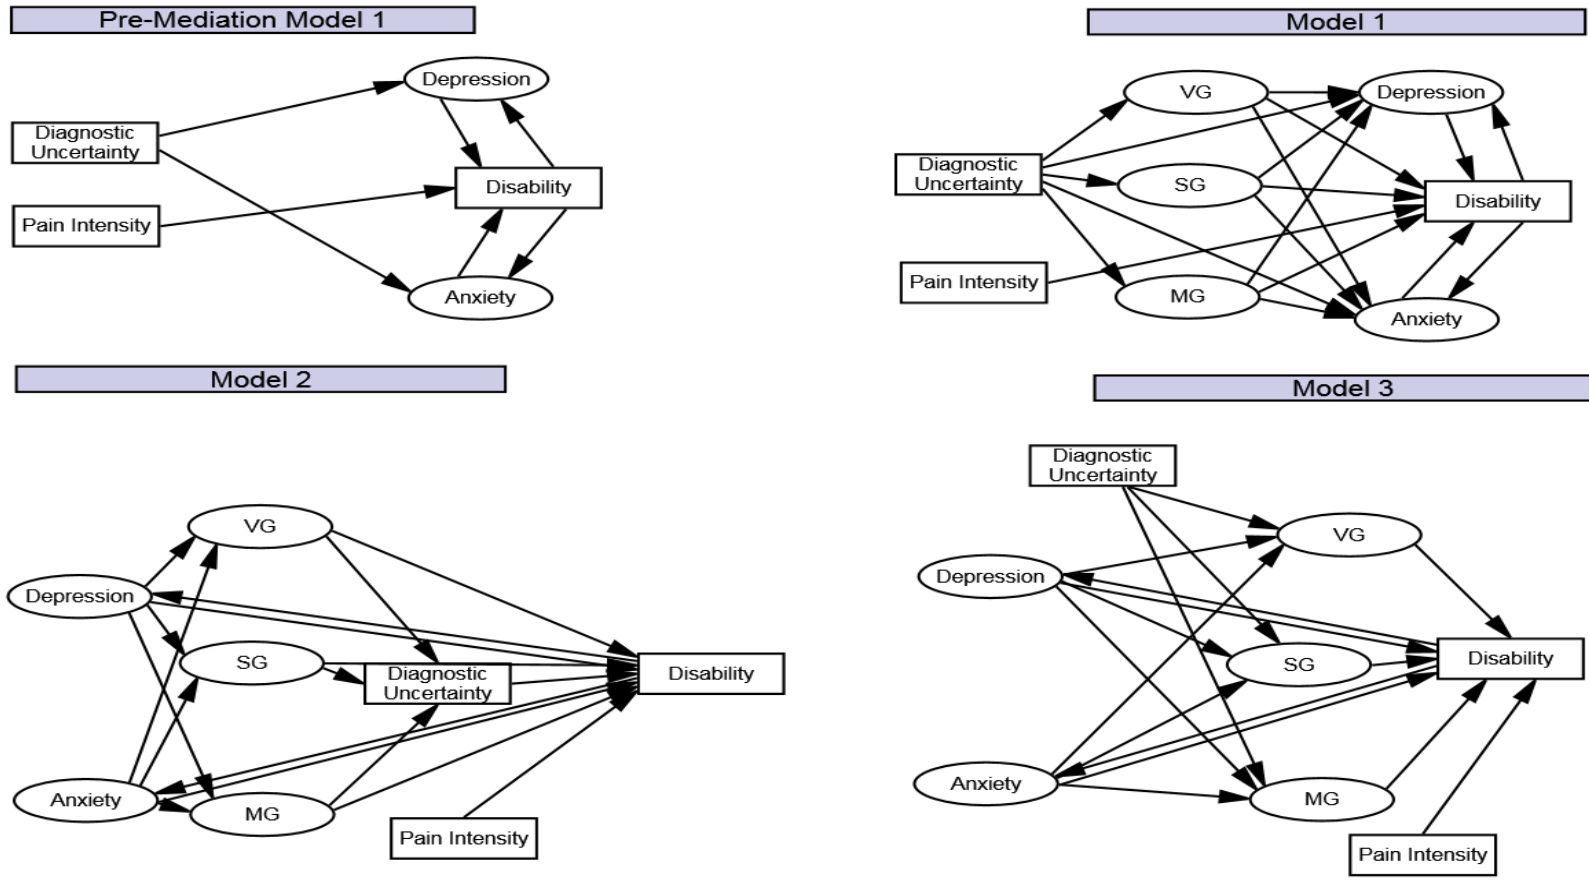 Pre-Mediation Model 1
Depression
Diagnostic
Uncertainty
Disability
Pain Intensity
Anxiety
Model 1
VG
Depression
Diagnostic
Uncertainty
SG
Disability
Pain Intensity
MG
Anxiety
Model 2
VG
Depression
SG
Diagnostic
Uncertainty
Disability
Anxiety
MG
Pain Intensity
Model 3
Diagnostic
Uncertainty
VG
Depression
SG
Disability
Anxiety
MG
Pain Intensity